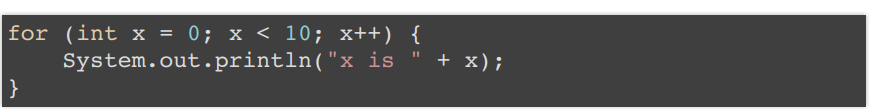 for (int x = 0; x < 10; x++) {
    System.out.println("x is " + x);
}